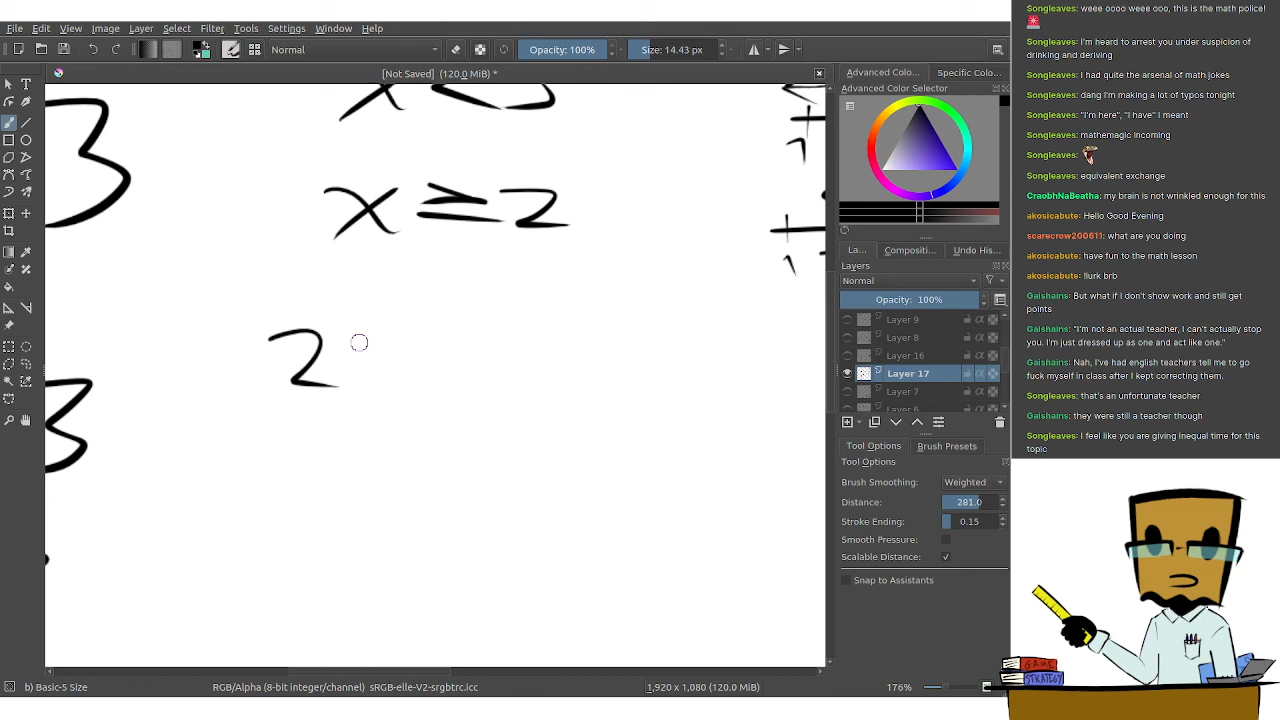 File Edit View Image Layer Select Filter Tools Settings Window Help
Normal
Opacity: 100%
Size: 14.43 px
[Not Saved] (120.0 MiB) *
3
x < 3
x ≥ 2
2
3
Advanced Colo...
Specific Colo...
Advanced Color Selector
La...
Compositi...
Undo His...
Layers
Normal
Opacity: 100%
Layer 9
Layer 8
Layer 16
Layer 17
Layer 7
Layer 6
Tool Options
Brush Presets
Tool Options
Brush Smoothing: Weighted
Distance: 281.0
Stroke Ending: 0.15
Smooth Pressure:
Scalable Distance: ✓
Snap to Assistants
b) Basic-5 Size
RGB/Alpha (8-bit integer/channel) sRGB-elle-V2-srgbtrc.icc
1,920 x 1,080 (120.0 MiB)
176%
Songleaves: weee oooo weee ooo, this is the math police!
Songleaves: I'm heard to arrest you under suspicion of
drinking and deriving
Songleaves: I had quite the arsenal of math jokes
Songleaves: dang I'm making a lot of typos tonight
Songleaves: "I'm here", "I have" I meant
Songleaves: mathemagic incoming
Songleaves:
Songleaves: equivalent exchange
CraobhNaBeatha: my brain is not wrinkled enough for this
akosicabute: Hello Good Evening
scarecrow200611: what are you doing
akosicabute: have fun to the math lesson
akosicabute: !lurk brb
Gaishains: But what if I don't show work and still get
points
Gaishains: "I'm not an actual teacher, I can't actually stop
you. I'm just dressed up as one and act like one."
Gaishains: Nah, I've had english teachers tell me to go
fuck myself in class after I kept correcting them.
Songleaves: that's an unfortunate teacher
Gaishains: they were still a teacher though
Songleaves: I feel like you are giving inequal time for this
topic
GAME
STRATEGY